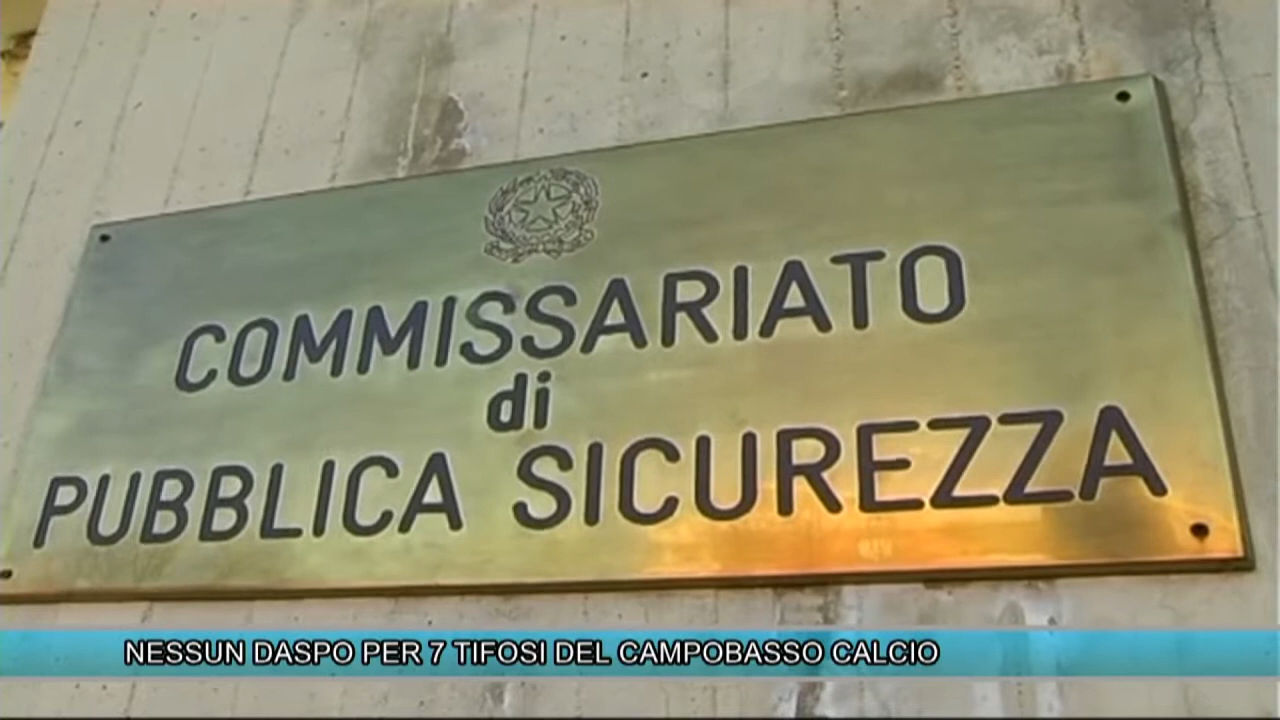 COMMISSARIATO
di
PUBBLICA SICUREZZA
NESSUN DASPO PER 7 TIFOSI DEL CAMPOBASSO CALCIO